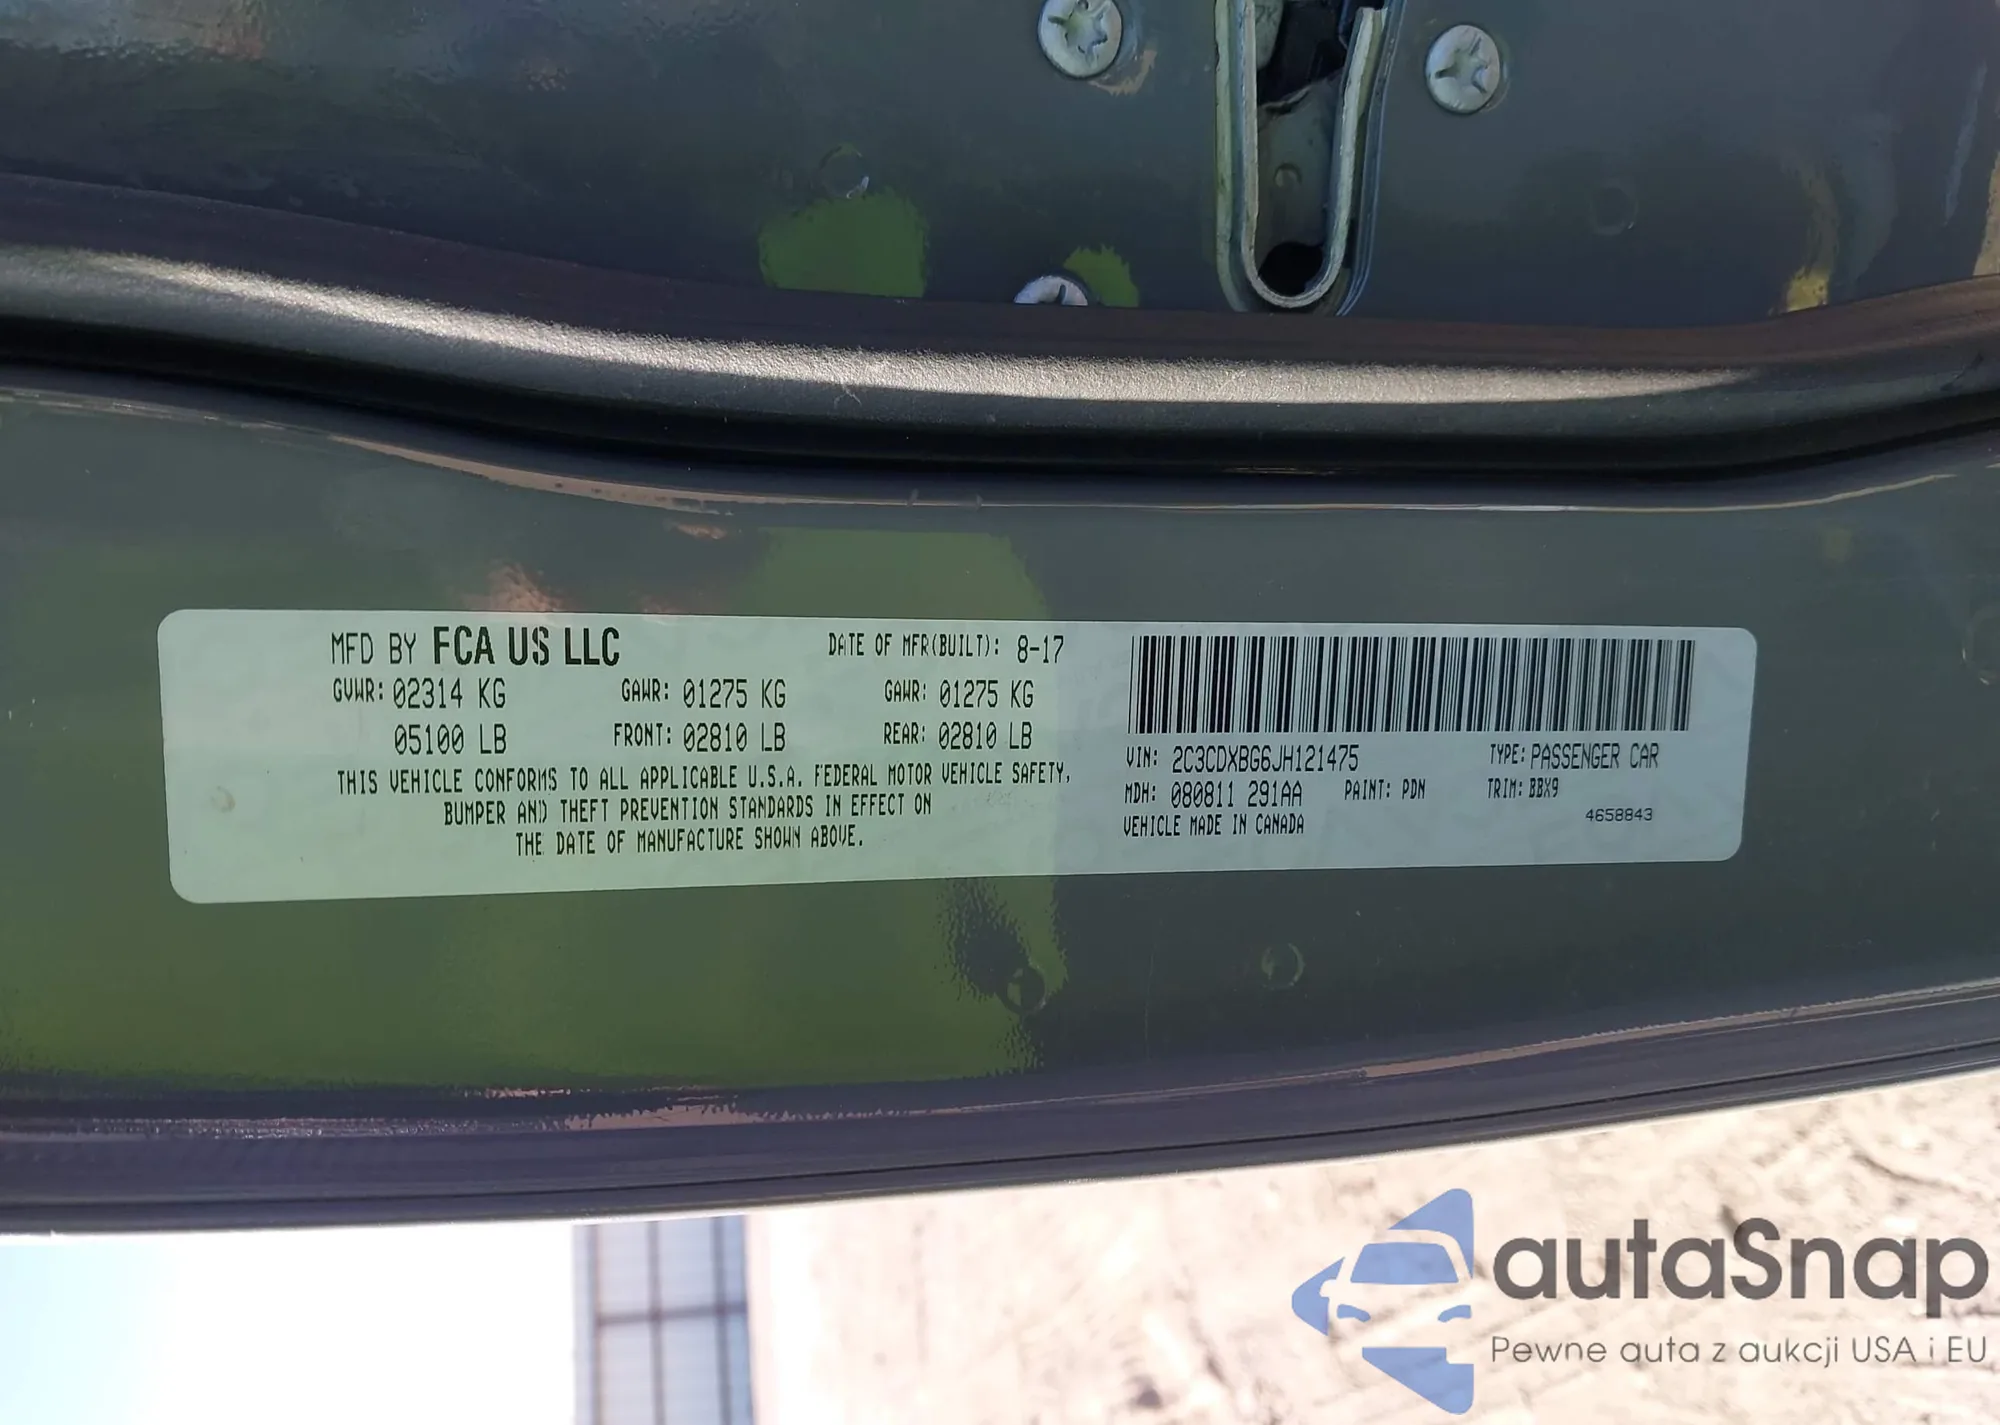 MFD BY FCA US LLC DATE OF MFR(BUILT): 8-17
GVWR: 02314 KG GAWR: 01275 KG GAWR: 01275 KG
05100 LB FRONT: 02810 LB REAR: 02810 LB
THIS VEHICLE CONFORMS TO ALL APPLICABLE U.S.A. FEDERAL MOTOR VEHICLE SAFETY,
BUMPER AND THEFT PREVENTION STANDARDS IN EFFECT ON
THE DATE OF MANUFACTURE SHOWN ABOVE.
VIN: 2C3CDXBG6JH121475 TYPE: PASSENGER CAR
MDH: 080811 291AA PAINT: PDN TRIM: BBX9
VEHICLE MADE IN CANADA 4658843
autaSnap
Pewne auta z aukcji USA i EU